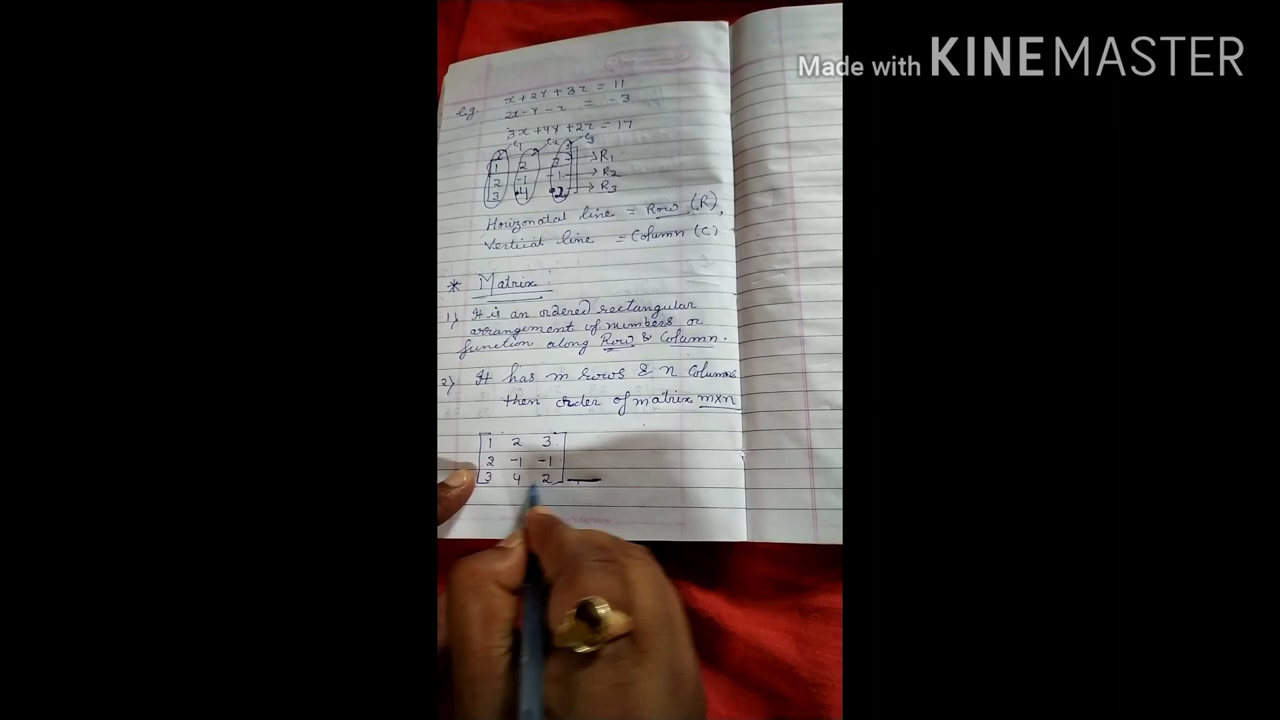 Made with KINEMASTER
e.g. x + 2y + 3z = 11
2x - y - z = -3
3x + 4y + 2z = 17
C1 C2 C3
1 2 3 → R1
2 -1 -1 → R2
3 4 2 → R3
Horizonatal line = Row (R),
Vertical line = Column (C)
* Matrix :
1) It is an ordered rectangular
arrangement of numbers or
function along Row & Column.
2) It has m rows & n Columns
then order of matrix m×n
1 2 3
2 -1 -1
3 4 2